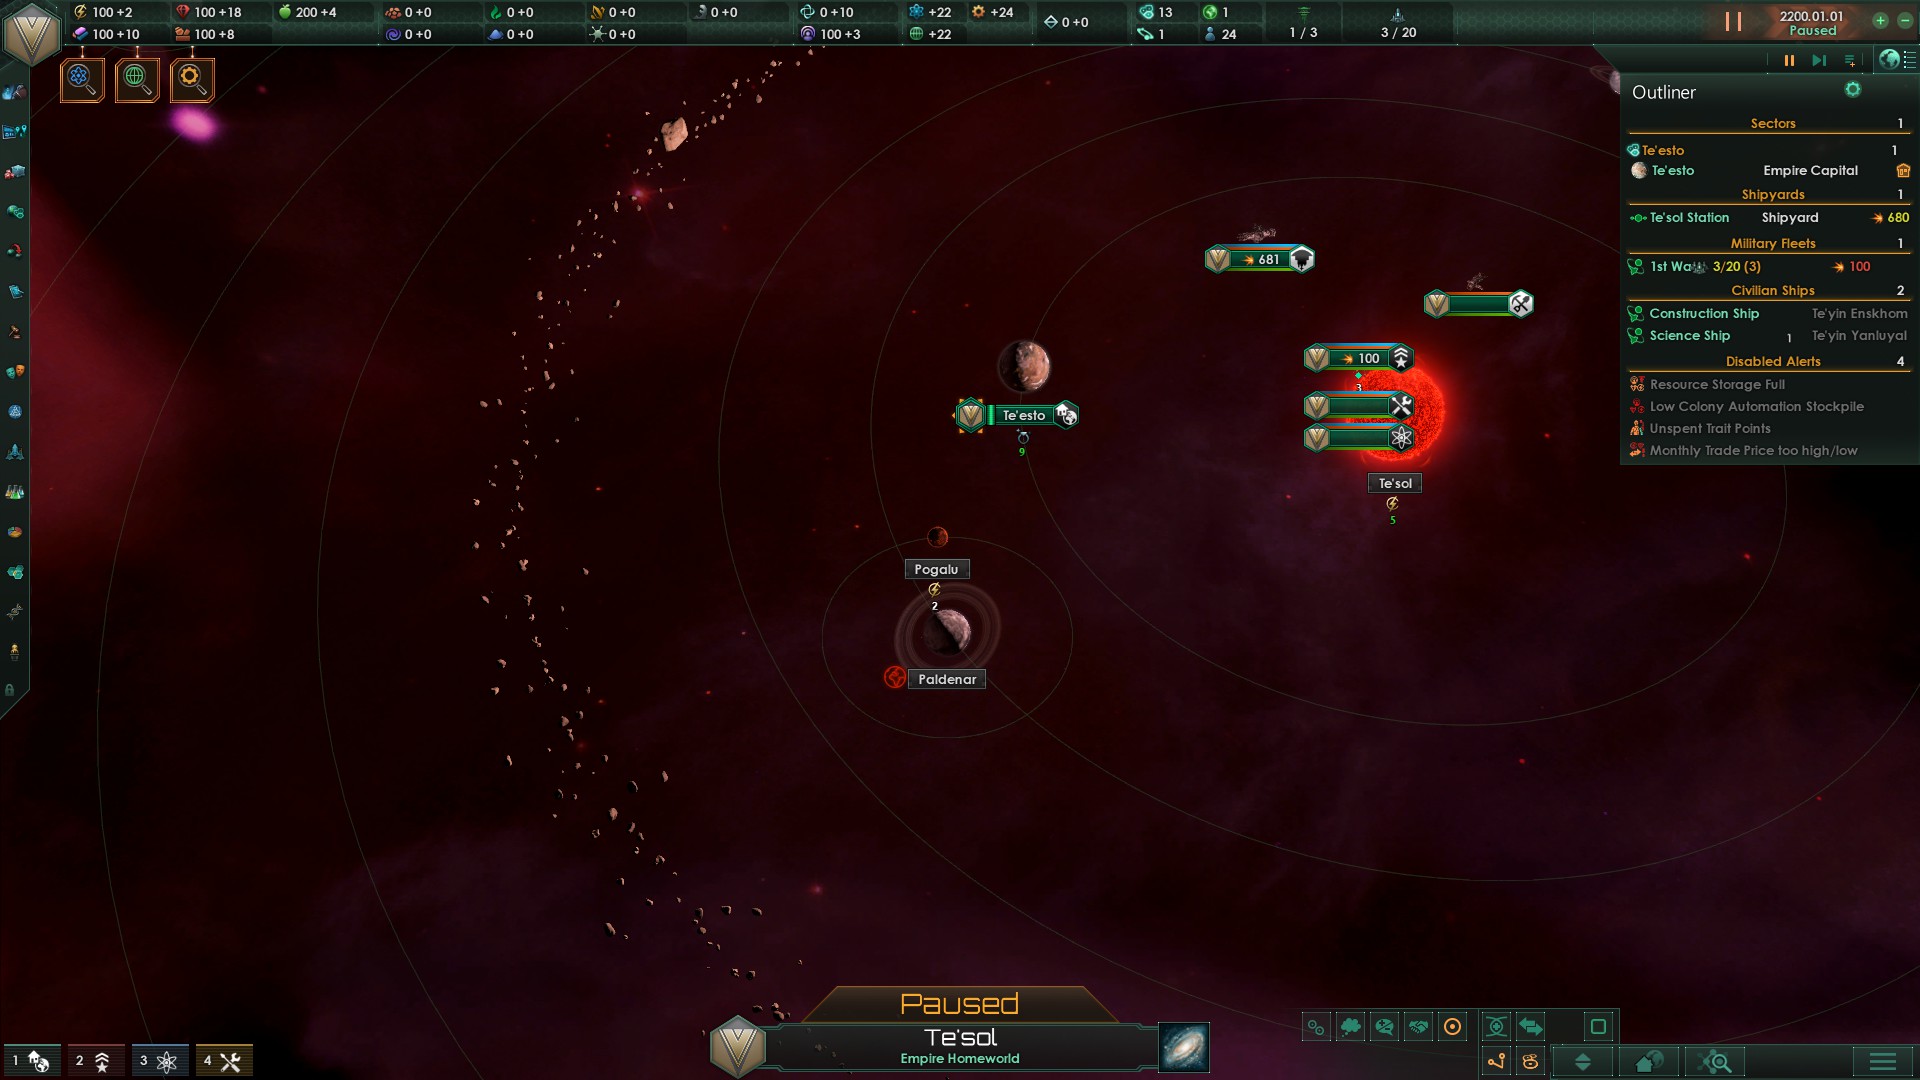 100 +2
100 +18
200 +4
0 +0
0 +0
0 +0
0 +0
0 +10
+22
+24
0 +0
13
1
1 / 3
3 / 20
2200.01.01
100 +10
100 +8
0 +0
0 +0
0 +0
100 +3
+22
1
24
Paused
Outliner
Sectors 1
Te'esto 1
Te'esto Empire Capital
Shipyards 1
Te'sol Station Shipyard 680
Military Fleets 1
1st Wa 3/20 (3) 100
Civilian Ships 2
Construction Ship Te'yin Enskhom
Science Ship 1 Te'yin Yanluyal
Disabled Alerts 4
Resource Storage Full
Low Colony Automation Stockpile
Unspent Trait Points
Monthly Trade Price too high/low
681
100
3
Te'esto
9
Te'sol
5
Pogalu
2
Paldenar
Paused
Te'sol
Empire Homeworld
1
2
3
4